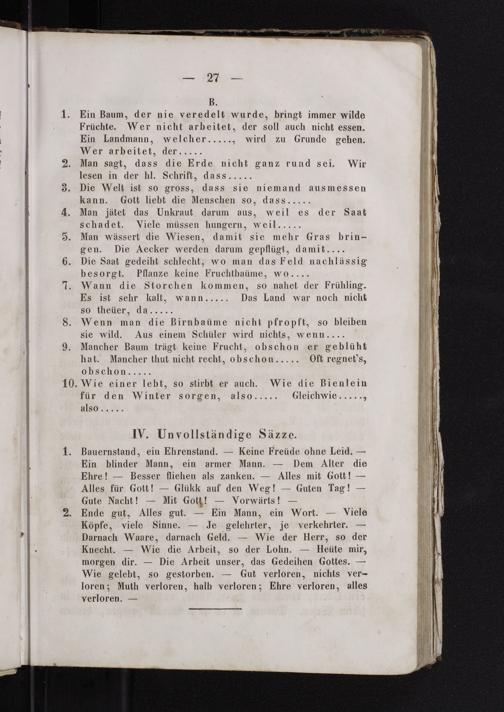 — 27 —
B.
1. Ein Baum, der nie veredelt wurde, bringt immer wilde
Früchte. Wer nicht arbeitet, der soll auch nicht essen.
Ein Landmann, welcher....., wird zu Grunde gehen.
Wer arbeitet, der.....
2. Man sagt, dass die Erde nicht ganz rund sei. Wir
lesen in der hl. Schrift, dass.....
3. Die Welt ist so gross, dass sie niemand ausmessen
kann. Gott liebt die Menschen so, dass.....
4. Man jätet das Unkraut darum aus, weil es der Saat
schadet. Viele müssen hungern, weil.....
5. Man wässert die Wiesen, damit sie mehr Gras brin-
gen. Die Aecker werden darum gepflügt, damit....
6. Die Saat gedeiht schlecht, wo man das Feld nachlässig
besorgt. Pflanze keine Fruchtbaüme, wo....
7. Wann die Storchen kommen, so nahet der Frühling.
Es ist sehr kalt, wann..... Das Land war noch nicht
so theüer, da.....
8. Wenn man die Birnbaüme nicht pfropft, so bleiben
sie wild. Aus einem Schüler wird nichts, wenn....
9. Mancher Baum trägt keine Frucht, obschon er geblüht
hat. Mancher thut nicht recht, obschon..... Oft regnet's,
obschon.....
10. Wie einer lebt, so stirbt er auch. Wie die Bienlein
für den Winter sorgen, also..... Gleichwie.....,
also.....
IV. Unvollständige Säzze.
1. Bauernstand, ein Ehrenstand. — Keine Freüde ohne Leid. —
Ein blinder Mann, ein armer Mann. — Dem Alter die
Ehre! — Besser fliehen als zanken. — Alles mit Gott! —
Alles für Gott! — Glükk auf den Weg! — Guten Tag! —
Gute Nacht! — Mit Gott! — Vorwärts! —
2. Ende gut, Alles gut. — Ein Mann, ein Wort. — Viele
Köpfe, viele Sinne. — Je gelehrter, je verkehrter. —
Darnach Waare, darnach Geld. — Wie der Herr, so der
Knecht. — Wie die Arbeit, so der Lohn. — Heüte mir,
morgen dir. — Die Arbeit unser, das Gedeihen Gottes. —
Wie gelebt, so gestorben. — Gut verloren, nichts ver-
loren; Muth verloren, halb verloren; Ehre verloren, alles
verloren. —